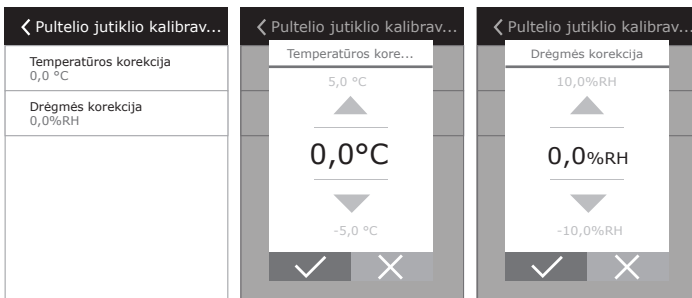 Pultelio jutiklio kalibrav...
Temperatūros korekcija
0,0 °C
Drėgmės korekcija
0,0%RH
Pultelio jutiklio kalibrav...
Temperatūros kore...
5,0 °C
0,0°C
-5,0 °C
Pultelio jutiklio kalibrav...
Drėgmės korekcija
10,0%RH
0,0%RH
-10,0%RH